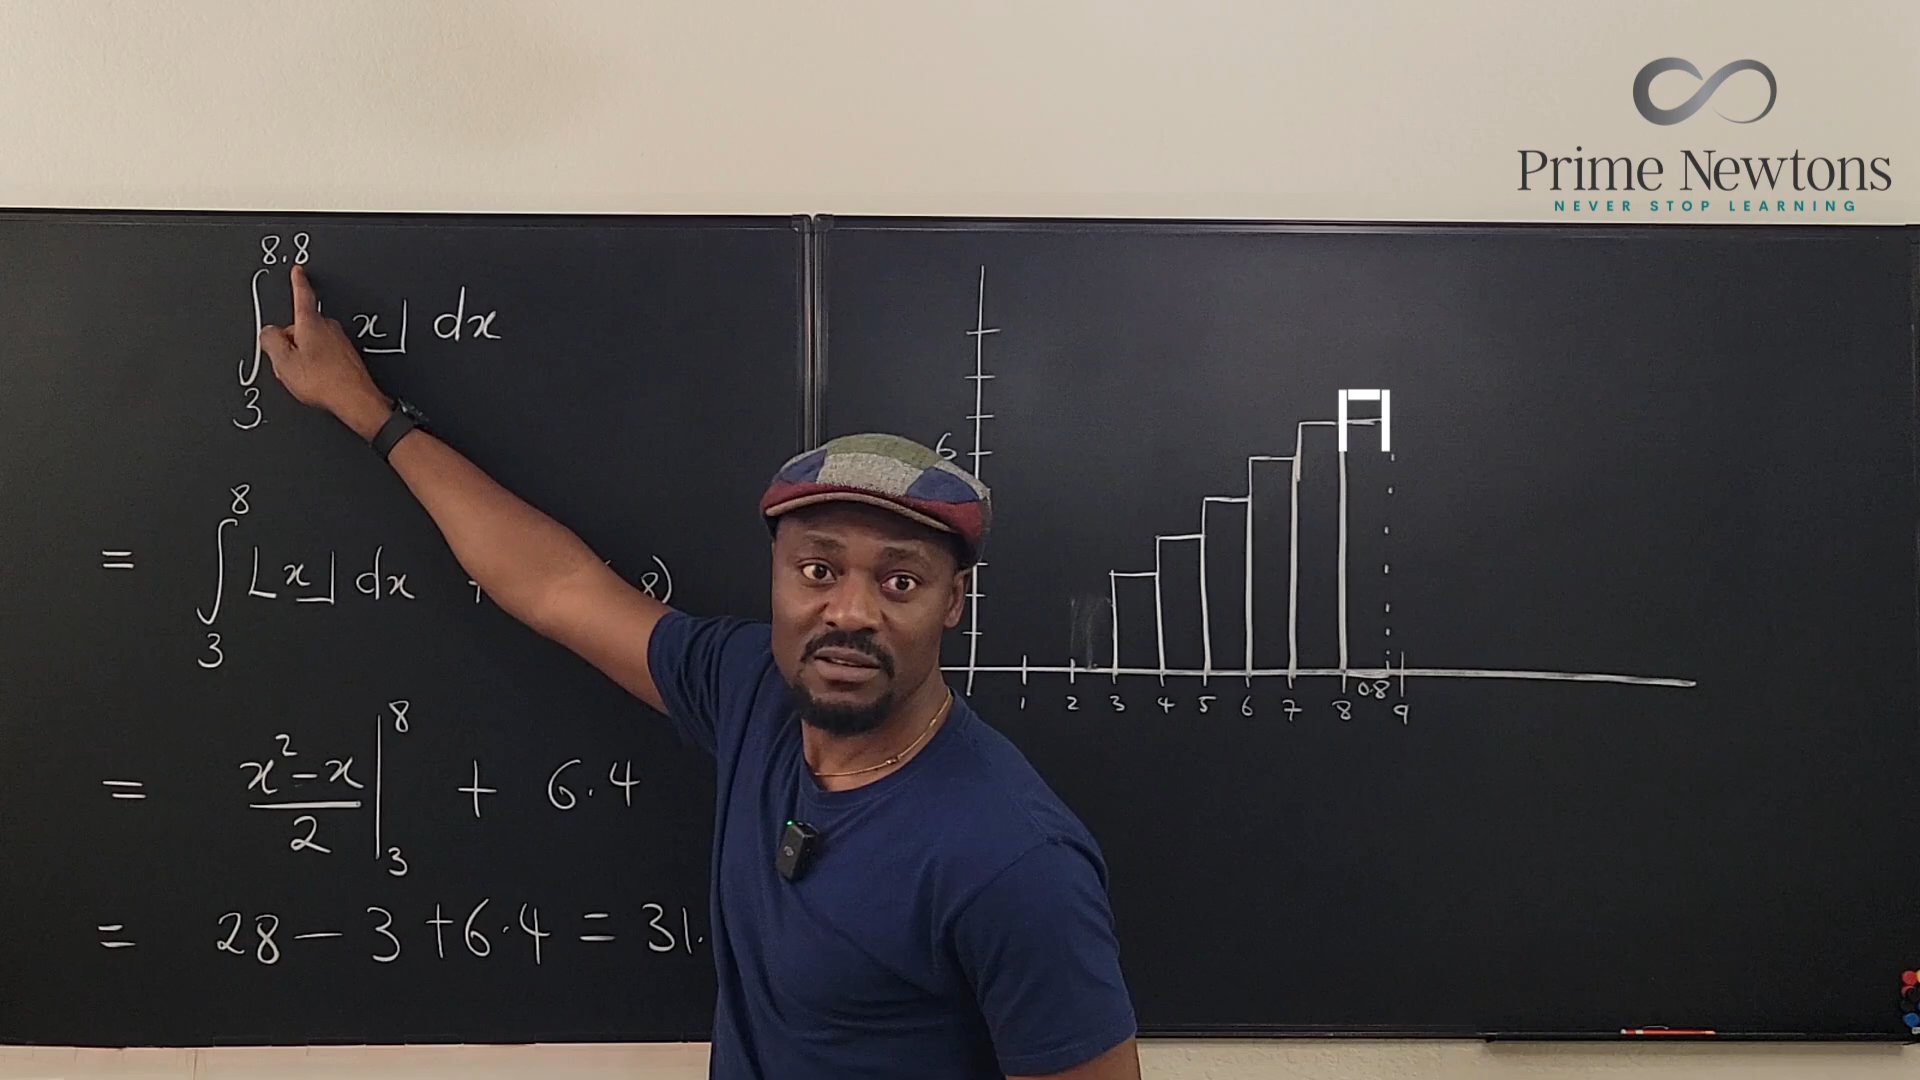 Prime Newtons
NEVER STOP LEARNING
8.8
∫ ⌊x⌋ dx
3
8
= ∫ ⌊x⌋ dx + 8)
3
= x² – x / 2 | 8 3 + 6.4
= 28 – 3 + 6.4 = 31.
6
1 2 3 4 5 6 7 8 0.8 9